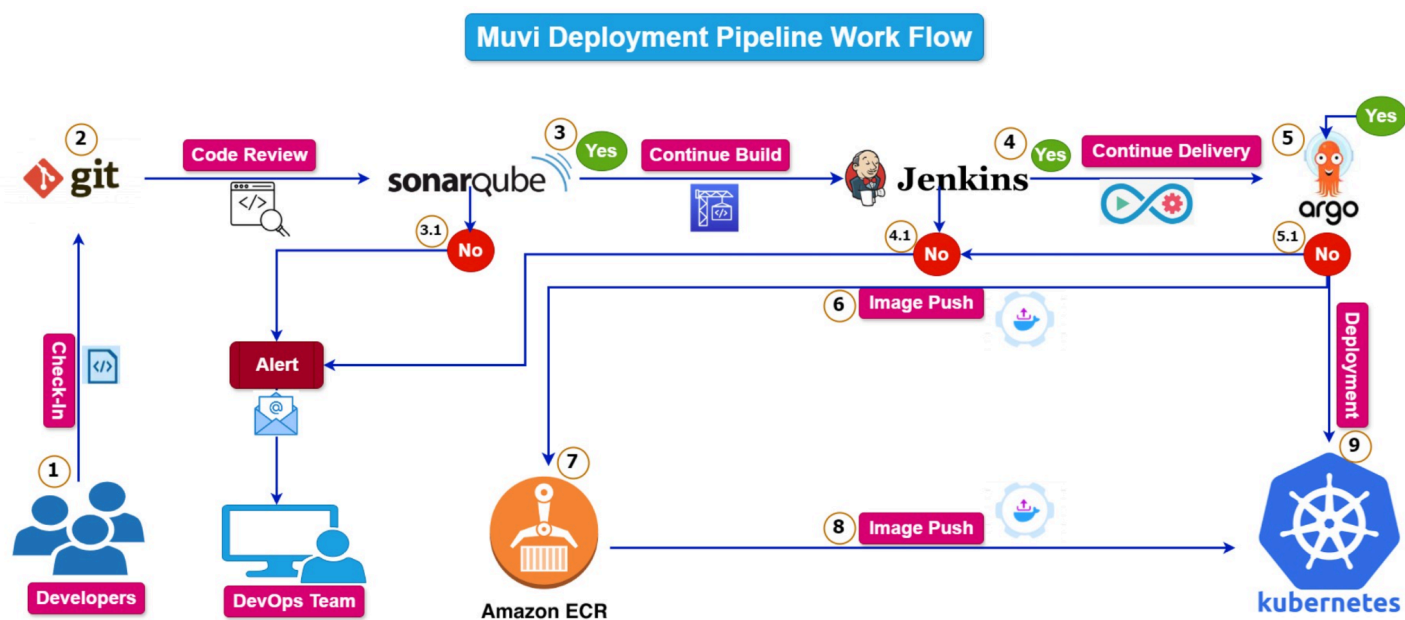 Muvi Deployment Pipeline Work Flow
2
git
Code Review
</>
sonarqube
3
Yes
Continue Build
</>
Jenkins
4
Yes
Continue Delivery
5
Yes
argo
3.1
No
4.1
No
5.1
No
6
Image Push
Check-In
</>
Alert
@
Deployment
1
Developers
DevOps Team
7
Amazon ECR
8
Image Push
9
kubernetes